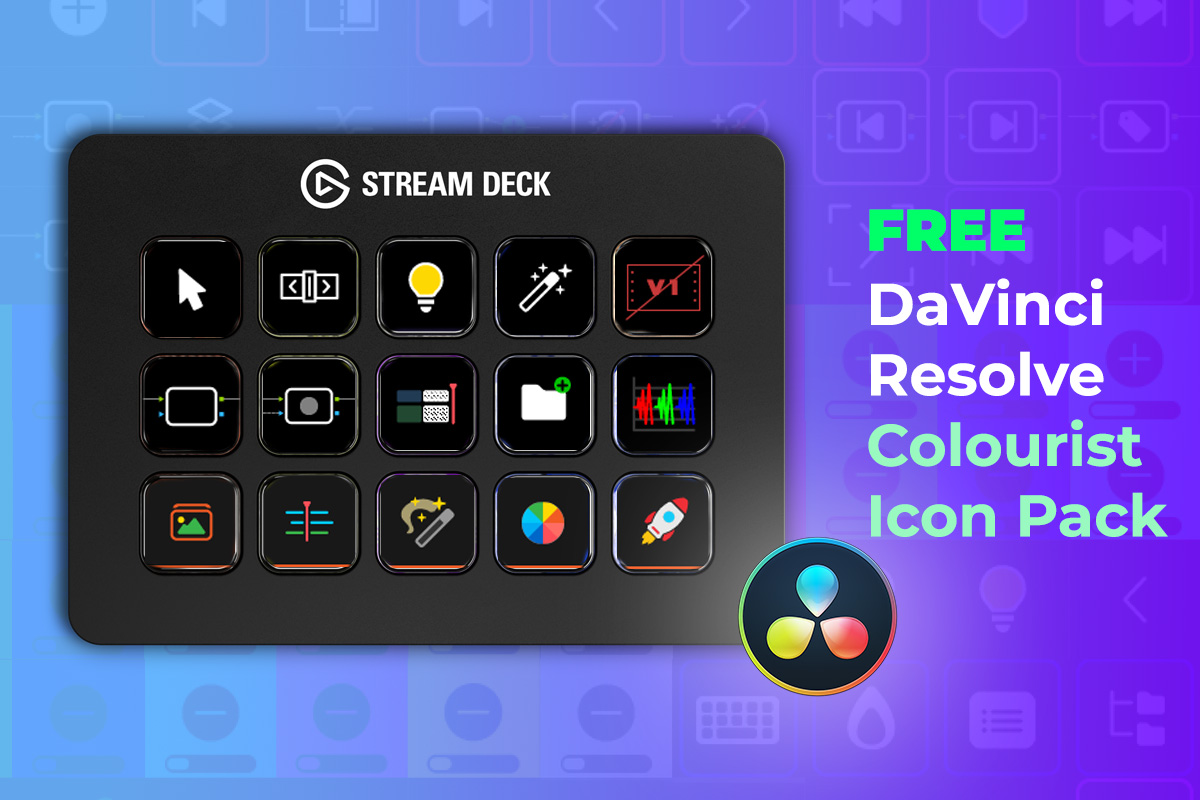 STREAM DECK
V1
FREE
DaVinci
Resolve
Colourist
Icon Pack